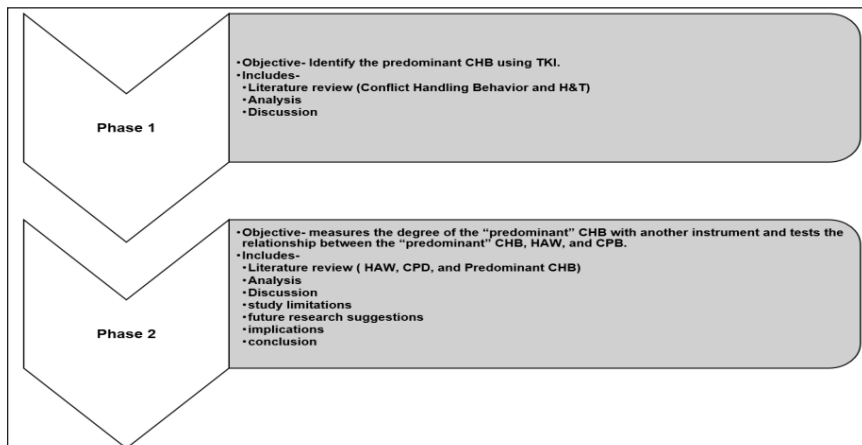 Phase 1
•Objective- Identify the predominant CHB using TKI.
•Includes-
•Literature review (Conflict Handling Behavior and H&T)
•Analysis
•Discussion
Phase 2
•Objective- measures the degree of the “predominant” CHB with another instrument and tests the
relationship between the “predominant” CHB, HAW, and CPB.
•Includes-
•Literature review ( HAW, CPD, and Predominant CHB)
•Analysis
•Discussion
•study limitations
•future research suggestions
•implications
•conclusion